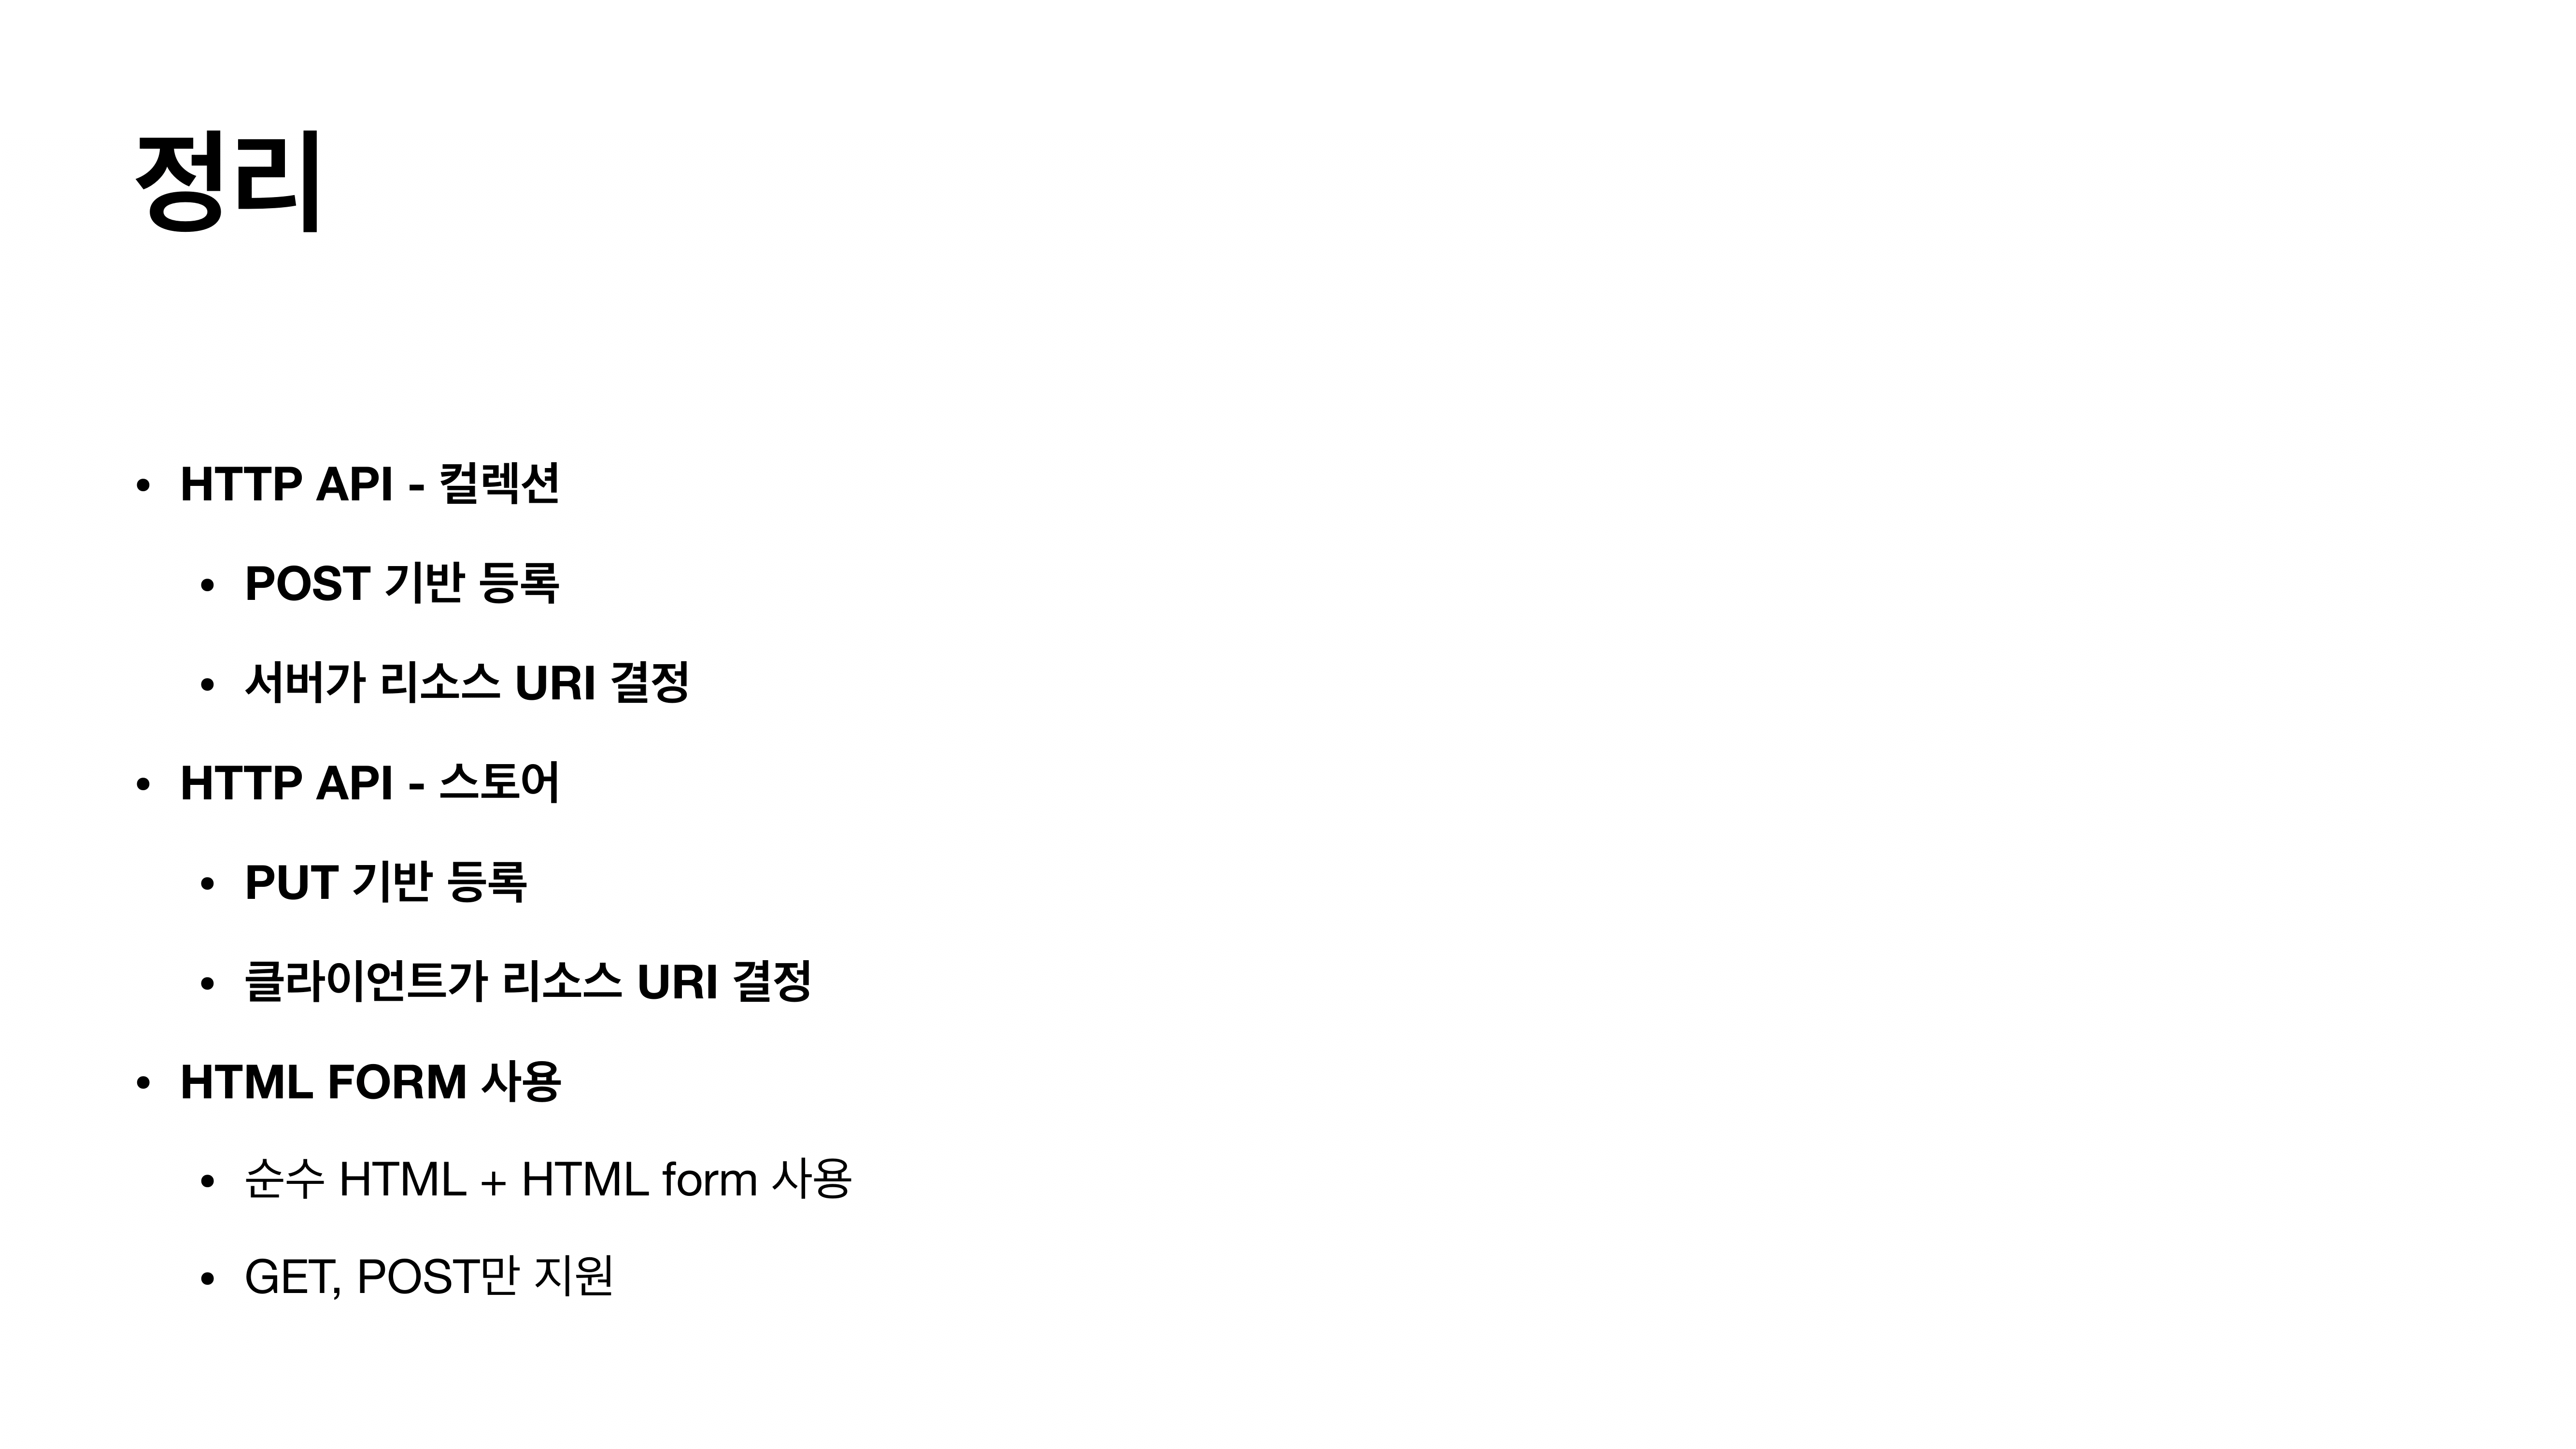 정리
• HTTP API - 컬렉션
• POST 기반 등록
• 서버가 리소스 URI 결정
• HTTP API - 스토어
• PUT 기반 등록
• 클라이언트가 리소스 URI 결정
• HTML FORM 사용
• 순수 HTML + HTML form 사용
• GET, POST만 지원